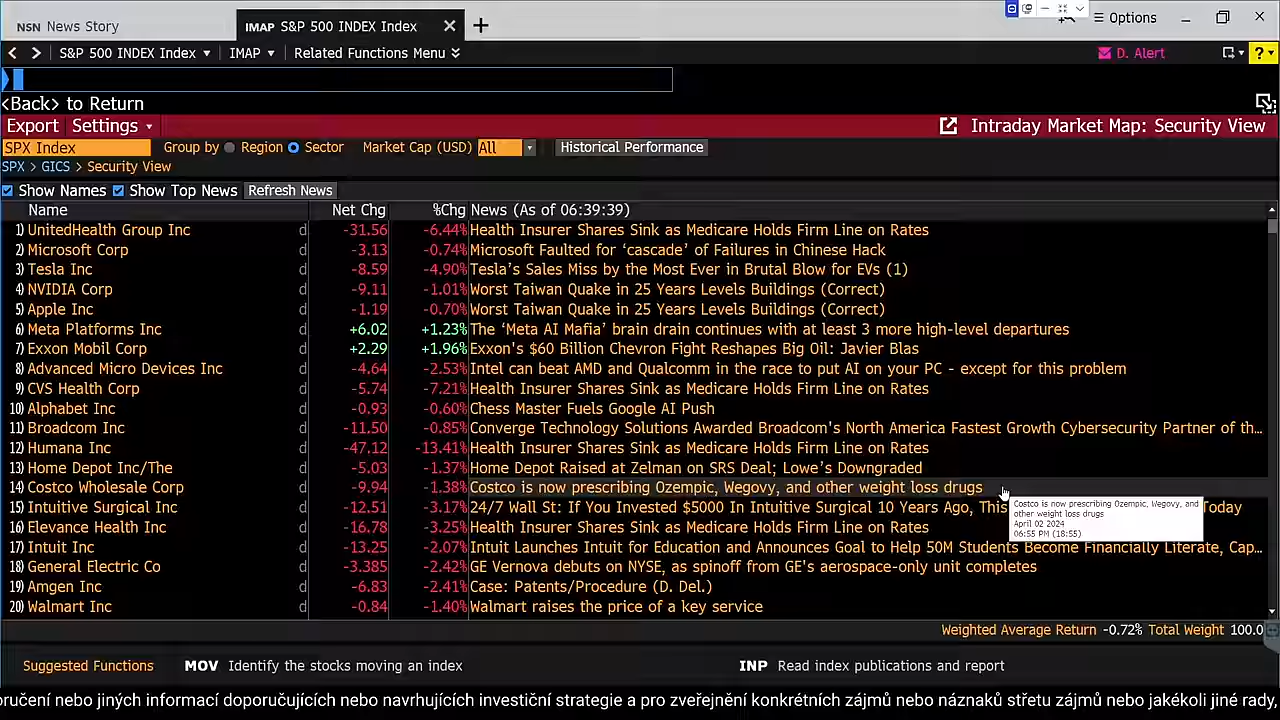 NSN News Story
IMAP S&P 500 INDEX Index
Options
S&P 500 INDEX Index IMAP Related Functions Menu D. Alert ?
<Back> to Return
Export Settings Intraday Market Map: Security View
SPX Index Group by Region Sector Market Cap (USD) All Historical Performance
SPX > GICS > Security View
Show Names Show Top News Refresh News
Name Net Chg %Chg News (As of 06:39:39)
1) UnitedHealth Group Inc d -31.56 -6.44% Health Insurer Shares Sink as Medicare Holds Firm Line on Rates
2) Microsoft Corp d -3.13 -0.74% Microsoft Faulted for ‘cascade’ of Failures in Chinese Hack
3) Tesla Inc d -8.59 -4.90% Tesla’s Sales Miss by the Most Ever in Brutal Blow for EVs (1)
4) NVIDIA Corp d -9.11 -1.01% Worst Taiwan Quake in 25 Years Levels Buildings (Correct)
5) Apple Inc d -1.19 -0.70% Worst Taiwan Quake in 25 Years Levels Buildings (Correct)
6) Meta Platforms Inc d +6.02 +1.23% The ‘Meta AI Mafia’ brain drain continues with at least 3 more high-level departures
7) Exxon Mobil Corp d +2.29 +1.96% Exxon's $60 Billion Chevron Fight Reshapes Big Oil: Javier Blas
8) Advanced Micro Devices Inc d -4.64 -2.53% Intel can beat AMD and Qualcomm in the race to put AI on your PC - except for this problem
9) CVS Health Corp d -5.74 -7.21% Health Insurer Shares Sink as Medicare Holds Firm Line on Rates
10) Alphabet Inc d -0.93 -0.60% Chess Master Fuels Google AI Push
11) Broadcom Inc d -11.50 -0.85% Converge Technology Solutions Awarded Broadcom's North America Fastest Growth Cybersecurity Partner of th...
12) Humana Inc d -47.12 -13.41% Health Insurer Shares Sink as Medicare Holds Firm Line on Rates
13) Home Depot Inc/The d -5.03 -1.37% Home Depot Raised at Zelman on SRS Deal; Lowe’s Downgraded
14) Costco Wholesale Corp d -9.94 -1.38% Costco is now prescribing Ozempic, Wegovy, and other weight loss drugs
15) Intuitive Surgical Inc d -12.51 -3.17% 24/7 Wall St: If You Invested $5000 In Intuitive Surgical 10 Years Ago, This Today
Costco is now prescribing Ozempic, Wegovy, and
other weight loss drugs
April 02 2024
06:55 PM (18:55)
16) Elevance Health Inc d -16.78 -3.25% Health Insurer Shares Sink as Medicare Holds Firm Line on Rates
17) Intuit Inc d -13.25 -2.07% Intuit Launches Intuit for Education and Announces Goal to Help 50M Students Become Financially Literate, Cap...
18) General Electric Co d -3.385 -2.42% GE Vernova debuts on NYSE, as spinoff from GE's aerospace-only unit completes
19) Amgen Inc d -6.83 -2.41% Case: Patents/Procedure (D. Del.)
20) Walmart Inc d -0.84 -1.40% Walmart raises the price of a key service
Weighted Average Return -0.72% Total Weight 100.0
Suggested Functions MOV Identify the stocks moving an index INP Read index publications and report
oručení nebo jiných informací doporučujících nebo navrhujících investiční strategie a pro zveřejnění konkrétních zájmů nebo náznaků střetu zájmů nebo jakékoli jiné rady,